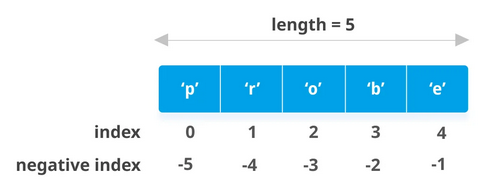 length = 5
‘p’ ‘r’ ‘o’ ‘b’ ‘e’
index 0 1 2 3 4
negative index -5 -4 -3 -2 -1